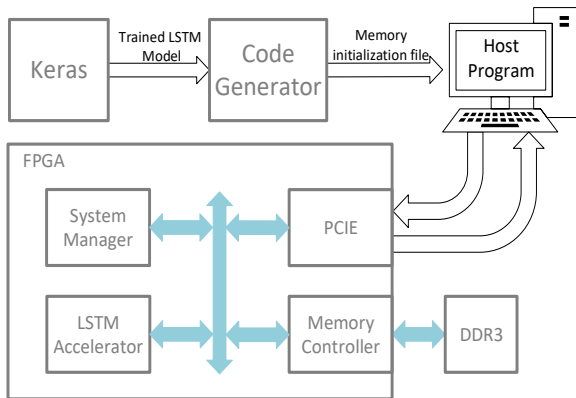 Keras
Trained LSTM
Model
Code
Generator
Memory
initialization file
Host
Program
FPGA
System
Manager
PCIE
LSTM
Accelerator
Memory
Controller
DDR3